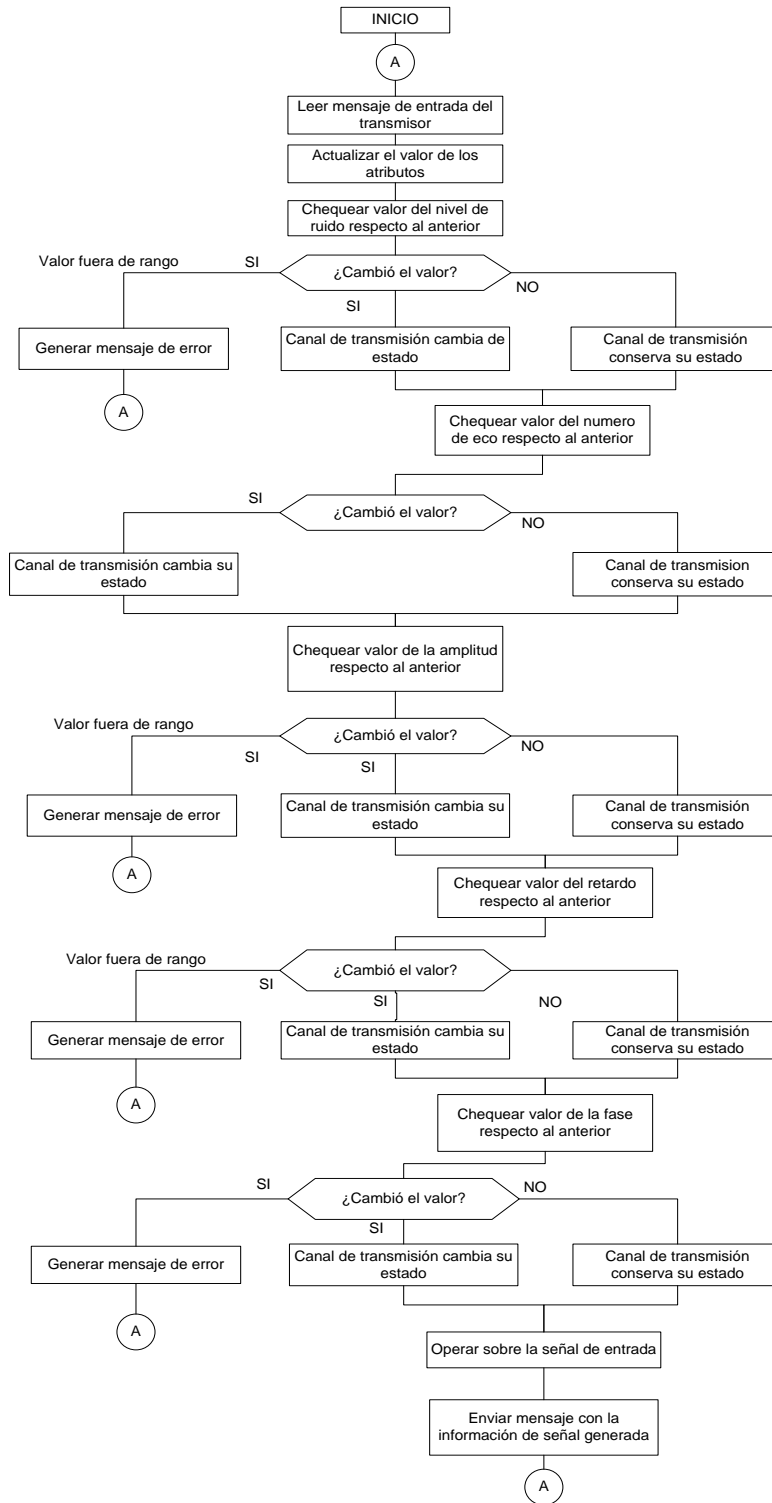 INICIO
A
Leer mensaje de entrada del
transmisor
Actualizar el valor de los
atributos
Chequear valor del nivel de
ruido respecto al anterior
Valor fuera de rango
SI
¿Cambió el valor?
NO
SI
Generar mensaje de error
Canal de transmisión cambia de
estado
Canal de transmisión
conserva su estado
A
Chequear valor del numero
de eco respecto al anterior
SI
¿Cambió el valor?
NO
Canal de transmisión cambia su
estado
Canal de transmision
conserva su estado
Chequear valor de la amplitud
respecto al anterior
Valor fuera de rango
¿Cambió el valor?
SI
SI
NO
Generar mensaje de error
Canal de transmisión cambia su
estado
Canal de transmisión
conserva su estado
A
Chequear valor del retardo
respecto al anterior
Valor fuera de rango
¿Cambió el valor?
SI
SI
NO
Generar mensaje de error
Canal de transmisión cambia su
estado
Canal de transmisión
conserva su estado
A
Chequear valor de la fase
respecto al anterior
SI
¿Cambió el valor?
NO
SI
Generar mensaje de error
Canal de transmisión cambia su
estado
Canal de transmisión
conserva su estado
A
Operar sobre la señal de entrada
Enviar mensaje con la
información de señal generada
A